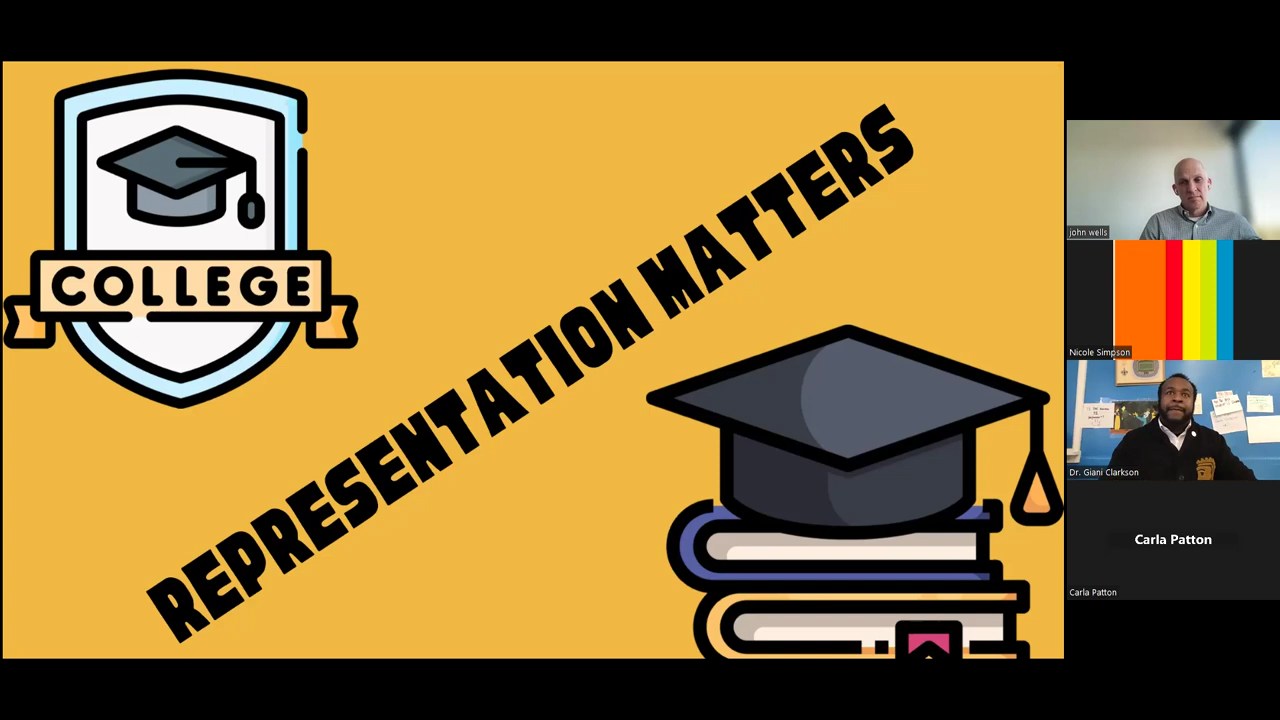 COLLEGE
REPRESENTATION MATTERS
john wells
Nicole Simpson
Dr. Giani Clarkson
Carla Patton
Carla Patton